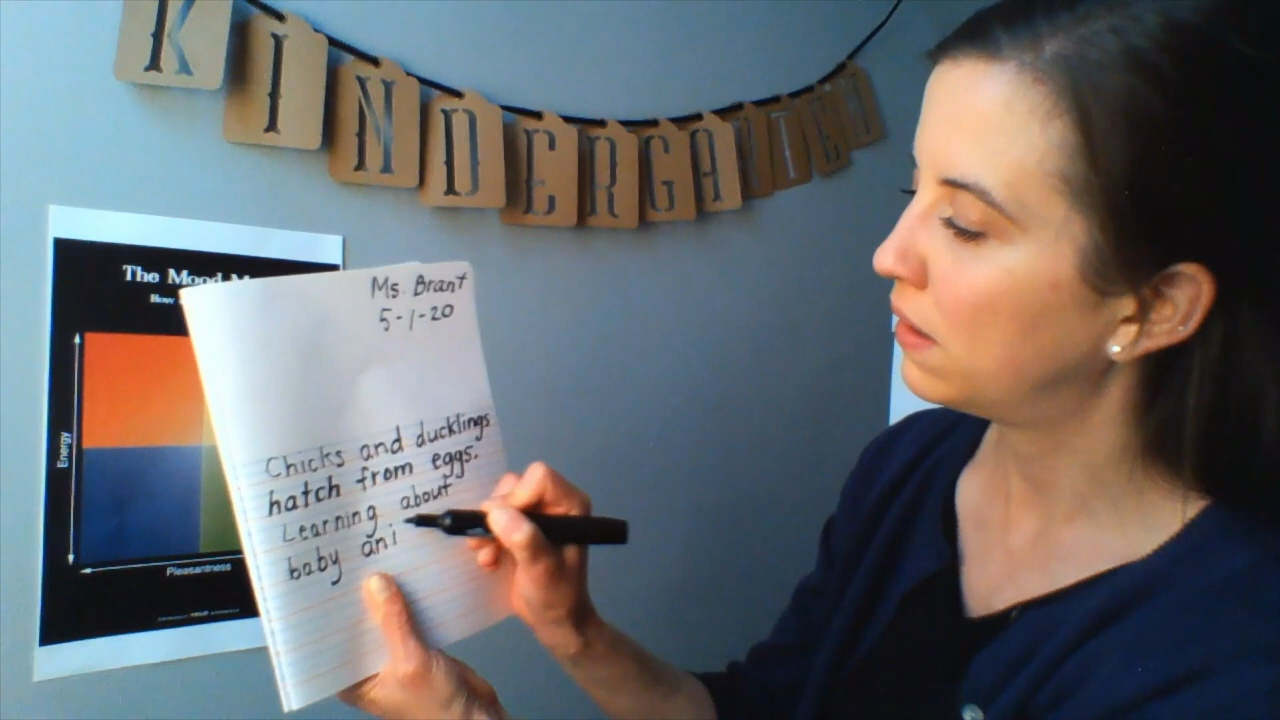 KINDERGARTEN
The Mood M
How
Energy
Pleasantness
Ms. Brant
5-1-20
Chicks and ducklings
hatch from eggs.
Learning about
baby ani